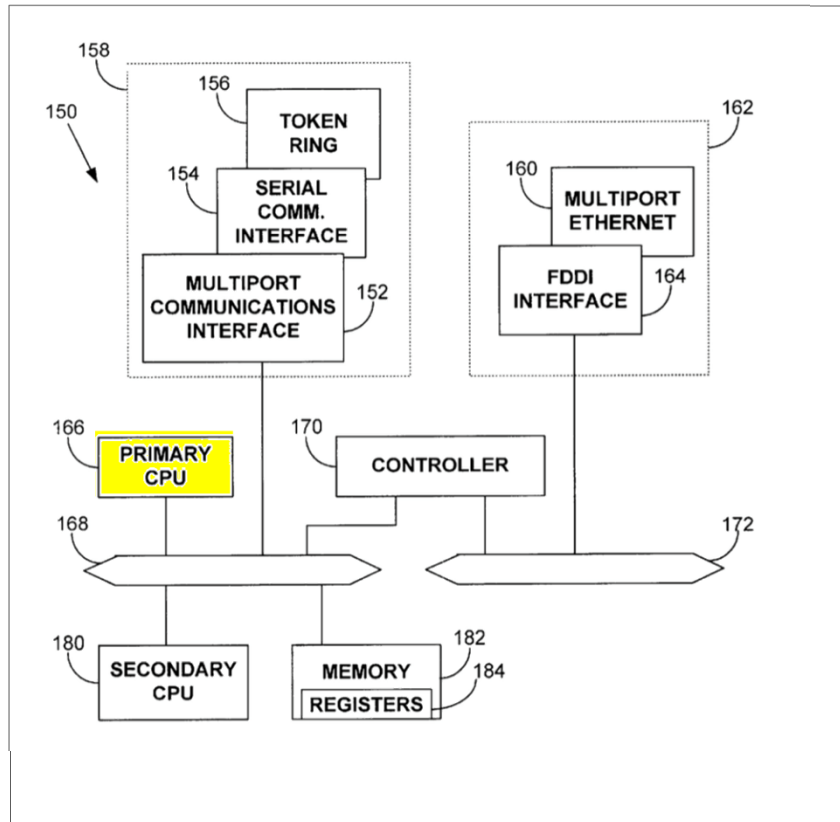 158
156
150
TOKEN
RING
162
154
SERIAL
COMM.
INTERFACE
160
MULTIPORT
ETHERNET
MULTIPORT
COMMUNICATIONS
INTERFACE
152
FDDI
INTERFACE
164
166
PRIMARY
CPU
170
CONTROLLER
168
172
180
SECONDARY
CPU
MEMORY
182
REGISTERS
184